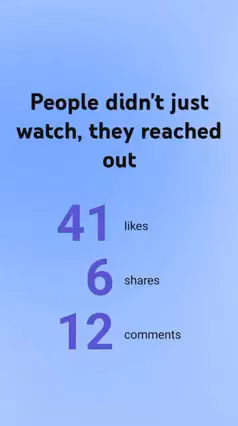 People didn't just
watch, they reached
out
41 likes
6 shares
12 comments